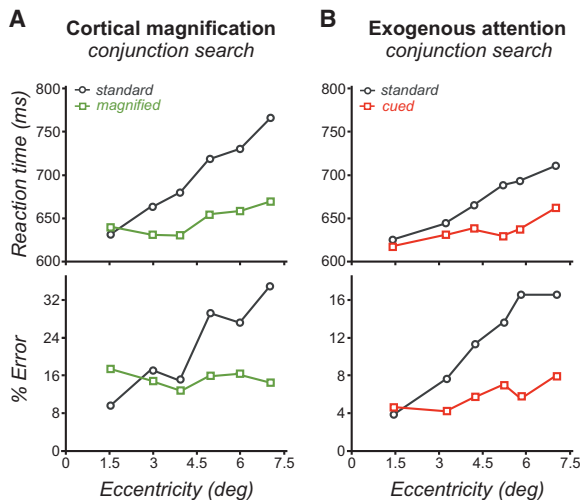 A Cortical magnification
conjunction search
B Exogenous attention
conjunction search
Reaction time (ms)
800
750
700
650
600
standard
magnified
800
750
700
650
600
standard
cued
% Error
32
24
16
8
0
16
12
8
4
0
0 1.5 3 4.5 6 7.5
Eccentricity (deg)
0 1.5 3 4.5 6 7.5
Eccentricity (deg)